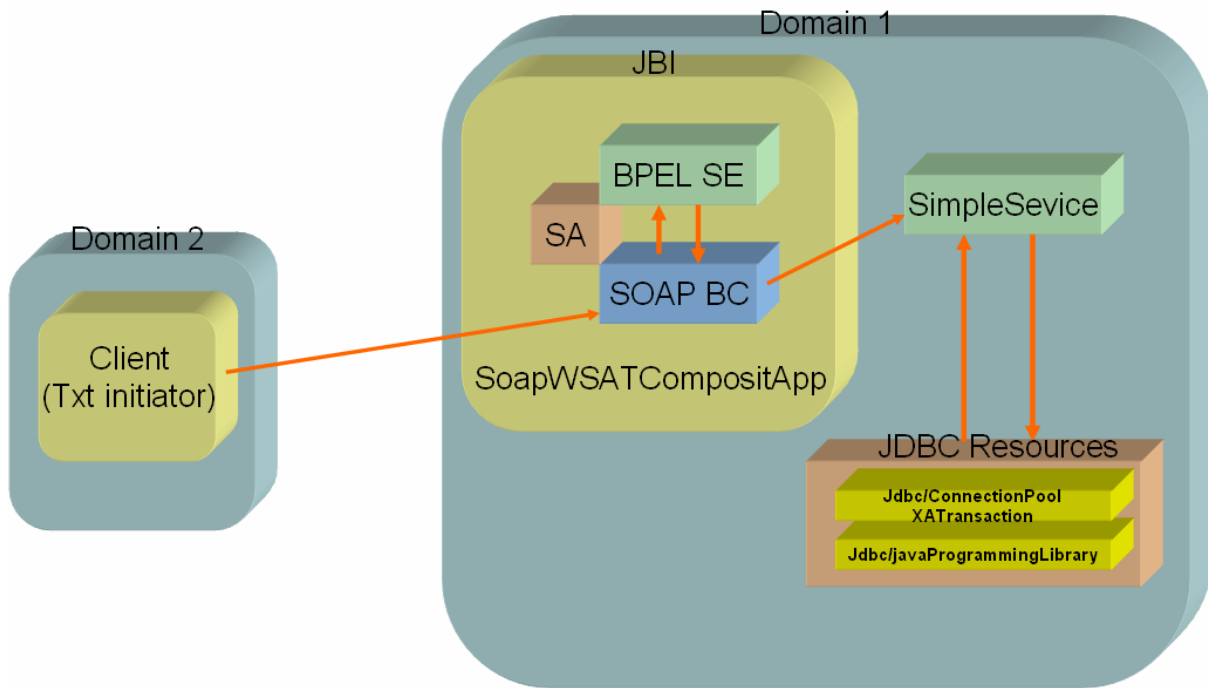 Domain 1
JBI
BPEL SE
SA
SOAP BC
SoapWSATCompositApp
SimpleSevice
Domain 2
Client
(Txt initiator)
JDBC Resources
Jdbc/ConnectionPool
XATransaction
Jdbc/javaProgrammingLibrary